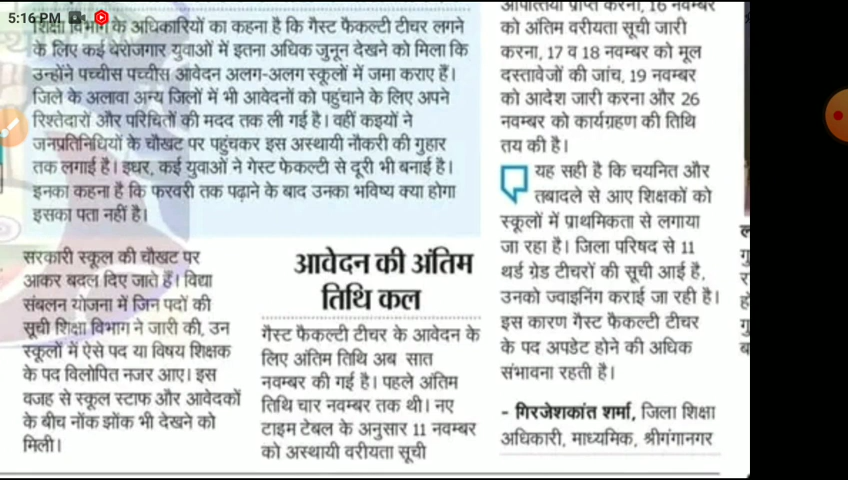 5:16 PM
शिक्षा विभाग के अधिकारियों का कहना है कि गैस्ट फैकल्टी टीचर लगने
के लिए कई बेरोजगार युवाओं में इतना अधिक जुनून देखने को मिला कि
उन्होंने पच्चीस पच्चीस आवेदन अलग-अलग स्कूलों में जमा कराए हैं।
जिले के अलावा अन्य जिलों में भी आवेदनों को पहुंचाने के लिए अपने
रिश्तेदारों और परिचितों की मदद तक ली गई है। वहीं कइयों ने
जनप्रतिनिधियों के चौखट पर पहुंचकर इस अस्थायी नौकरी की गुहार
तक लगाई है। इधर, कई युवाओं ने गेस्ट फेकल्टी से दूरी भी बनाई है।
इनका कहना है कि फरवरी तक पढ़ाने के बाद उनका भविष्य क्या होगा
इसका पता नहीं है।
सरकारी स्कूल की चौखट पर
आकर बदल दिए जाते हैं। विद्या
संबलन योजना में जिन पदों की
सूची शिक्षा विभाग ने जारी की, उन
स्कूलों में ऐसे पद या विषय शिक्षक
के पद विलोपित नजर आए। इस
वजह से स्कूल स्टाफ और आवेदकों
के बीच नोंक झोंक भी देखने को
मिली।
आवेदन की अंतिम
तिथि कल
गैस्ट फैकल्टी टीचर के आवेदन के
लिए अंतिम तिथि अब सात
नवम्बर की गई है। पहले अंतिम
तिथि चार नवम्बर तक थी। नए
टाइम टेबल के अनुसार 11 नवम्बर
को अस्थायी वरीयता सूची
आपत्तियां प्राप्त करना, 16 नवम्बर
को अंतिम वरीयता सूची जारी
करना, 17 व 18 नवम्बर को मूल
दस्तावेजों की जांच, 19 नवम्बर
को आदेश जारी करना और 26
नवम्बर को कार्यग्रहण की तिथि
तय की है।
यह सही है कि चयनित और
तबादले से आए शिक्षकों को
स्कूलों में प्राथमिकता से लगाया
जा रहा है। जिला परिषद से 11
थर्ड ग्रेड टीचरों की सूची आई है,
उनको ज्वाइनिंग कराई जा रही है।
इस कारण गैस्ट फैकल्टी टीचर
के पद अपडेट होने की अधिक
संभावना रहती है।
- गिरजेशकांत शर्मा, जिला शिक्षा
अधिकारी, माध्यमिक, श्रीगंगानगर